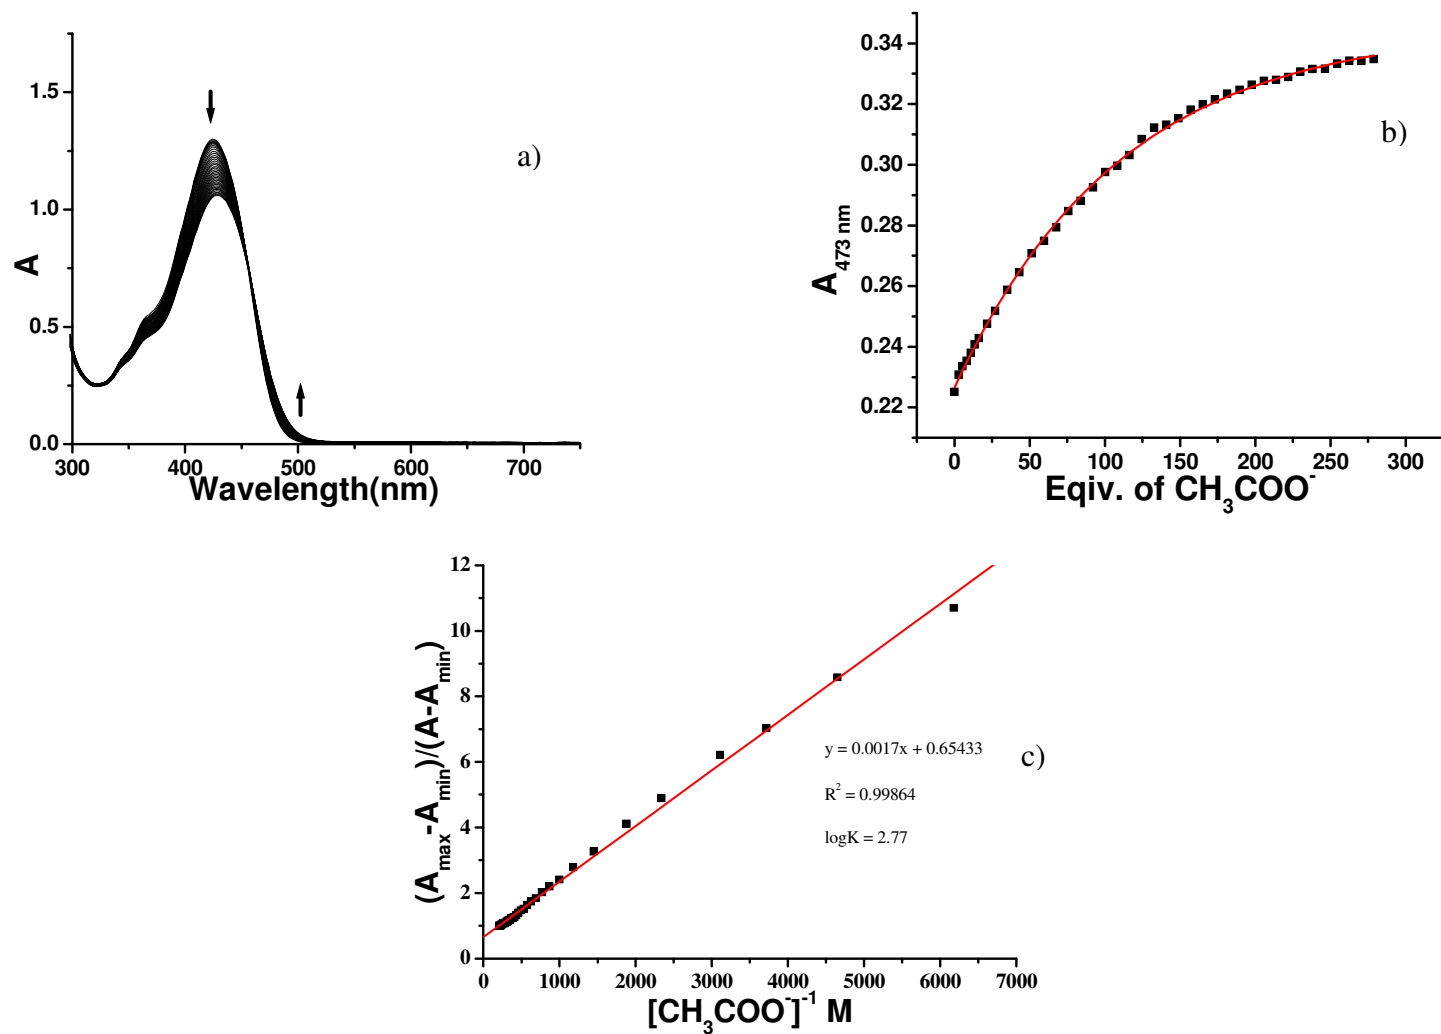 a)
A
1.5
1.0
0.5
0.0
300 400 500 600 700
Wavelength(nm)
b)
A473 nm
0.34
0.32
0.30
0.28
0.26
0.24
0.22
0 50 100 150 200 250 300
Eqiv. of CH3COO-
c)
(Amax-Amin)/(A-Amin)
12
10
8
6
4
2
0
y = 0.0017x + 0.65433
R2 = 0.99864
logK = 2.77
0 1000 2000 3000 4000 5000 6000 7000
[CH3COO-]-1 M